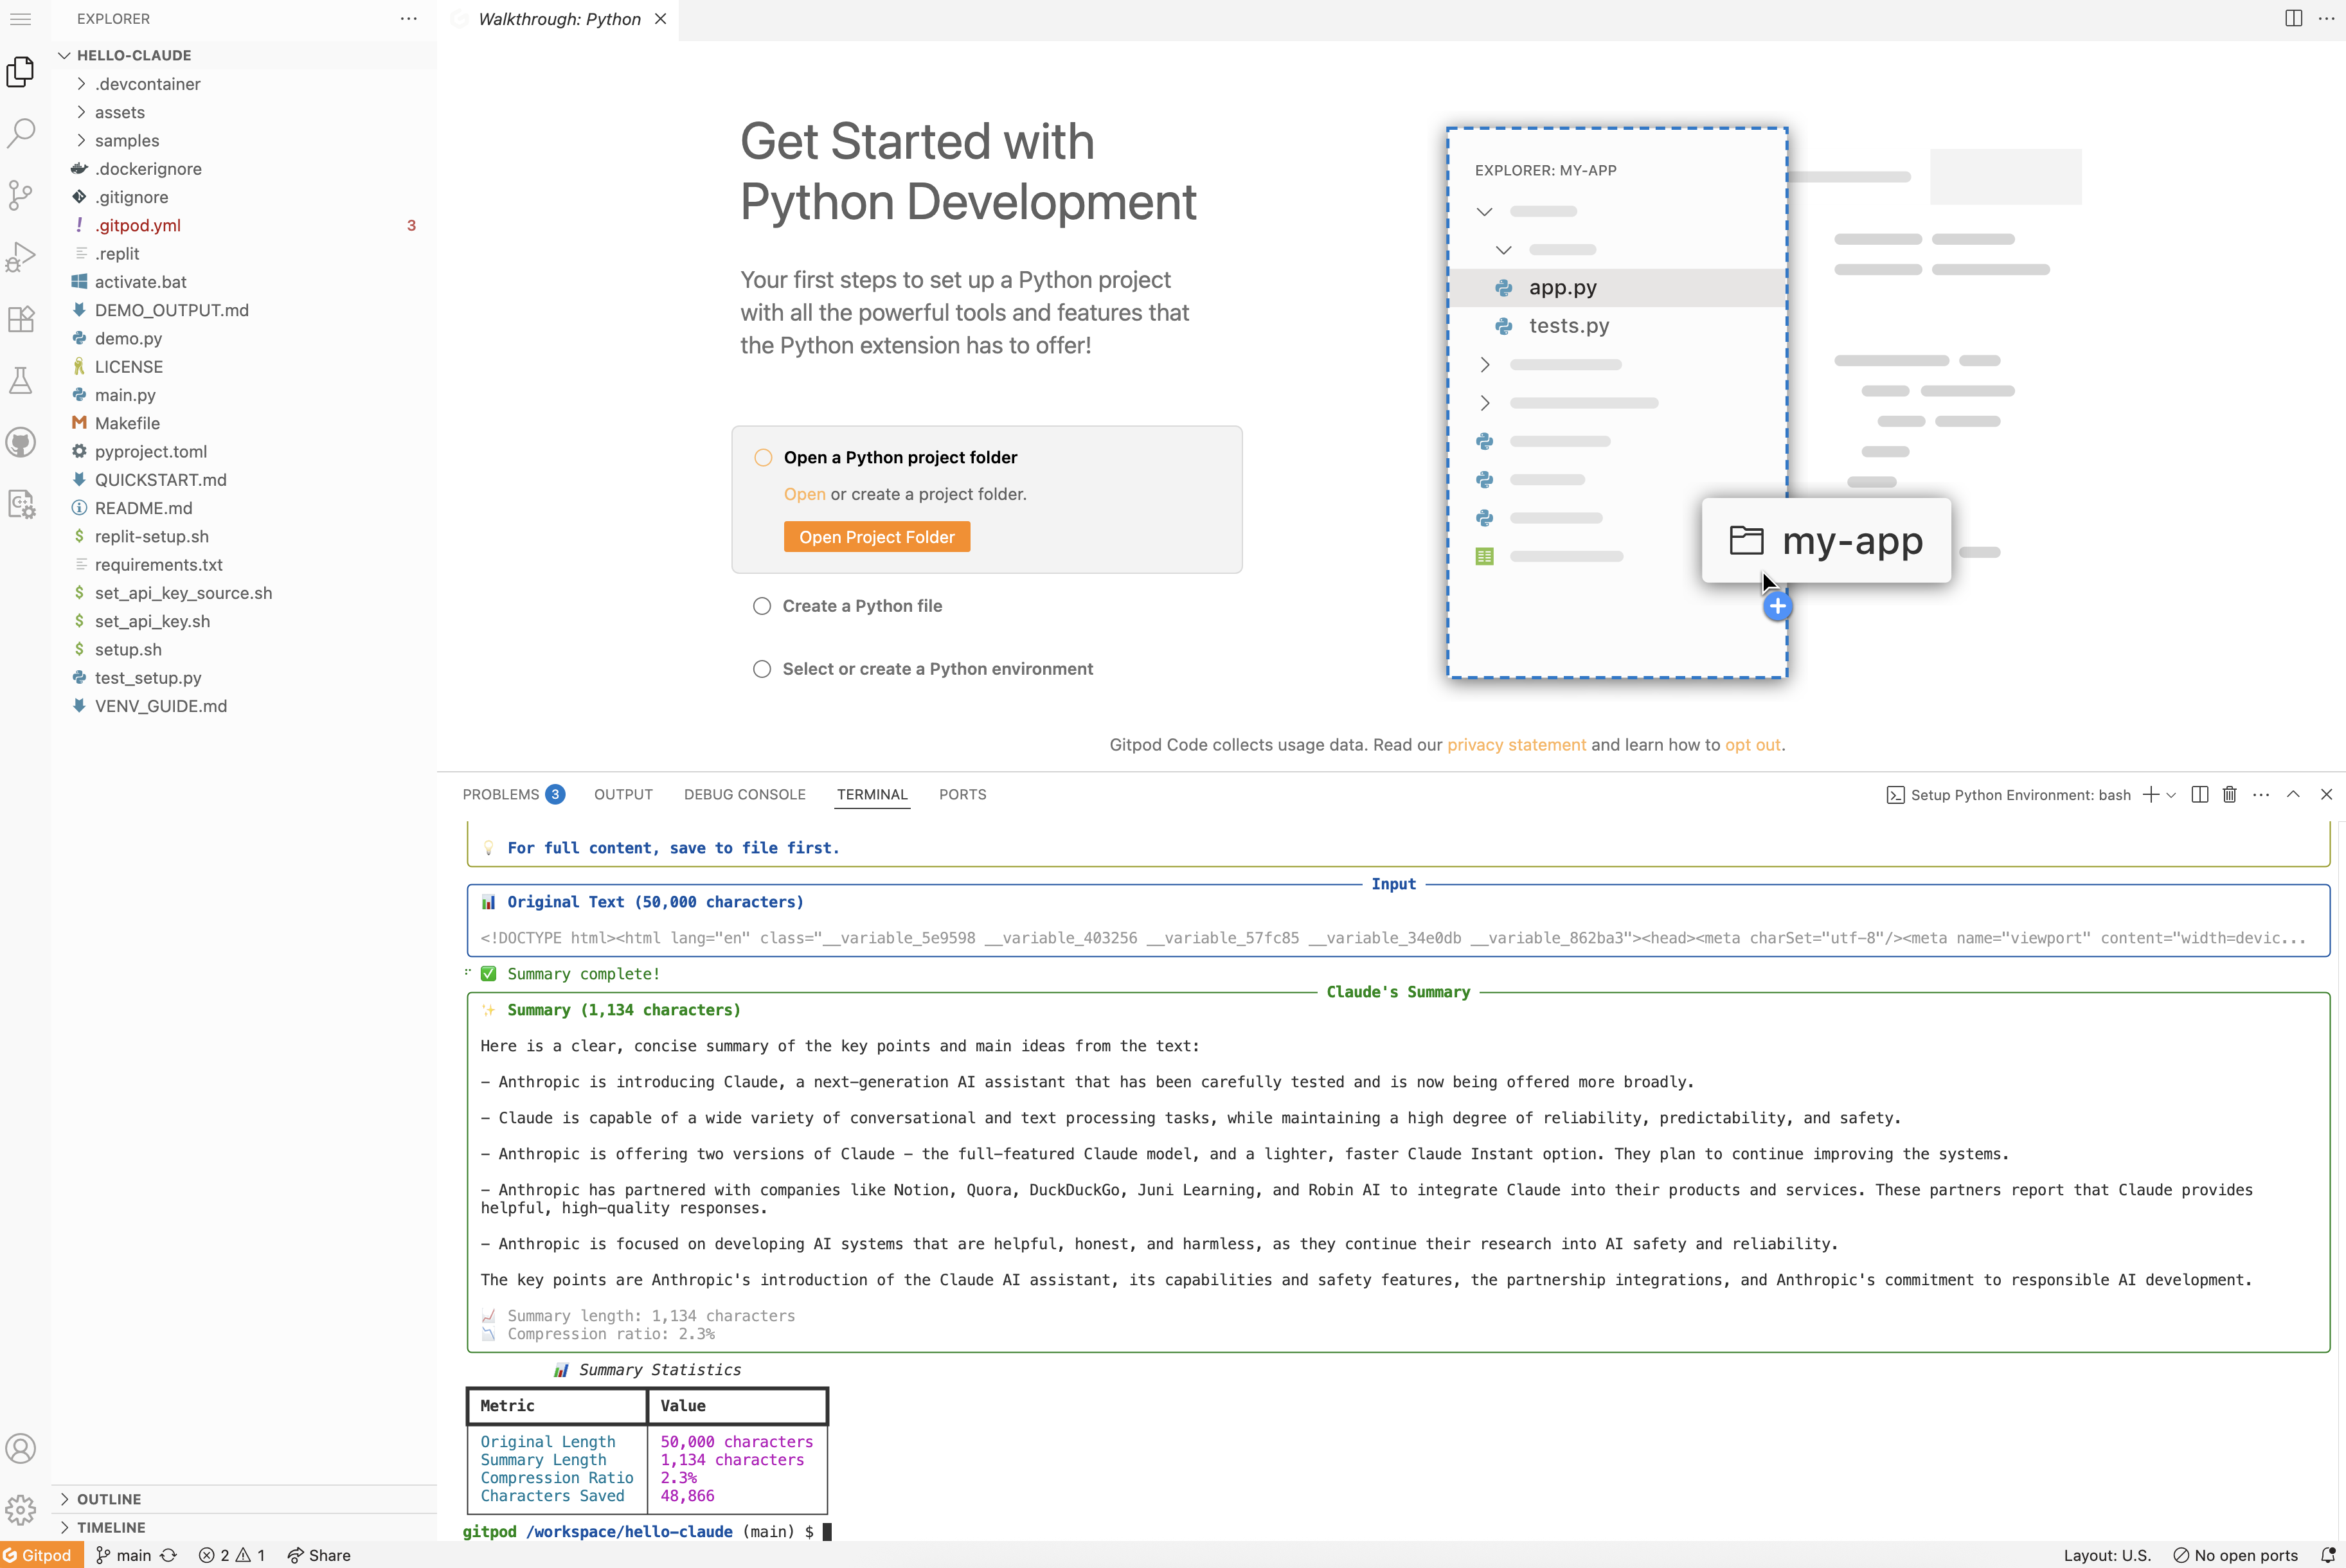 EXPLORER
HELLO-CLAUDE
.devcontainer
assets
samples
.dockerignore
.gitignore
.gitpod.yml 3
.replit
activate.bat
DEMO_OUTPUT.md
demo.py
LICENSE
main.py
Makefile
pyproject.toml
QUICKSTART.md
README.md
replit-setup.sh
requirements.txt
set_api_key_source.sh
set_api_key.sh
setup.sh
test_setup.py
VENV_GUIDE.md
OUTLINE
TIMELINE
Walkthrough: Python
Get Started with
Python Development
Your first steps to set up a Python project
with all the powerful tools and features that
the Python extension has to offer!
Open a Python project folder
Open or create a project folder.
Open Project Folder
Create a Python file
Select or create a Python environment
EXPLORER: MY-APP
app.py
tests.py
my-app
Gitpod Code collects usage data. Read our privacy statement and learn how to opt out.
PROBLEMS 3 OUTPUT DEBUG CONSOLE TERMINAL PORTS
Setup Python Environment: bash
💡 For full content, save to file first.
Input
📊 Original Text (50,000 characters)
<!DOCTYPE html><html lang="en" class="__variable_5e9598 __variable_403256 __variable_57fc85 __variable_34e0db __variable_862ba3"><head><meta charSet="utf-8"/><meta name="viewport" content="width=devic...
✅ Summary complete!
Claude's Summary
✨ Summary (1,134 characters)
Here is a clear, concise summary of the key points and main ideas from the text:
– Anthropic is introducing Claude, a next-generation AI assistant that has been carefully tested and is now being offered more broadly.
– Claude is capable of a wide variety of conversational and text processing tasks, while maintaining a high degree of reliability, predictability, and safety.
– Anthropic is offering two versions of Claude – the full-featured Claude model, and a lighter, faster Claude Instant option. They plan to continue improving the systems.
– Anthropic has partnered with companies like Notion, Quora, DuckDuckGo, Juni Learning, and Robin AI to integrate Claude into their products and services. These partners report that Claude provides
helpful, high-quality responses.
– Anthropic is focused on developing AI systems that are helpful, honest, and harmless, as they continue their research into AI safety and reliability.
The key points are Anthropic's introduction of the Claude AI assistant, its capabilities and safety features, the partnership integrations, and Anthropic's commitment to responsible AI development.
📈 Summary length: 1,134 characters
📉 Compression ratio: 2.3%
📊 Summary Statistics
Metric Value
Original Length 50,000 characters
Summary Length 1,134 characters
Compression Ratio 2.3%
Characters Saved 48,866
gitpod /workspace/hello-claude (main) $
Gitpod main 2 1 Share
Layout: U.S. No open ports